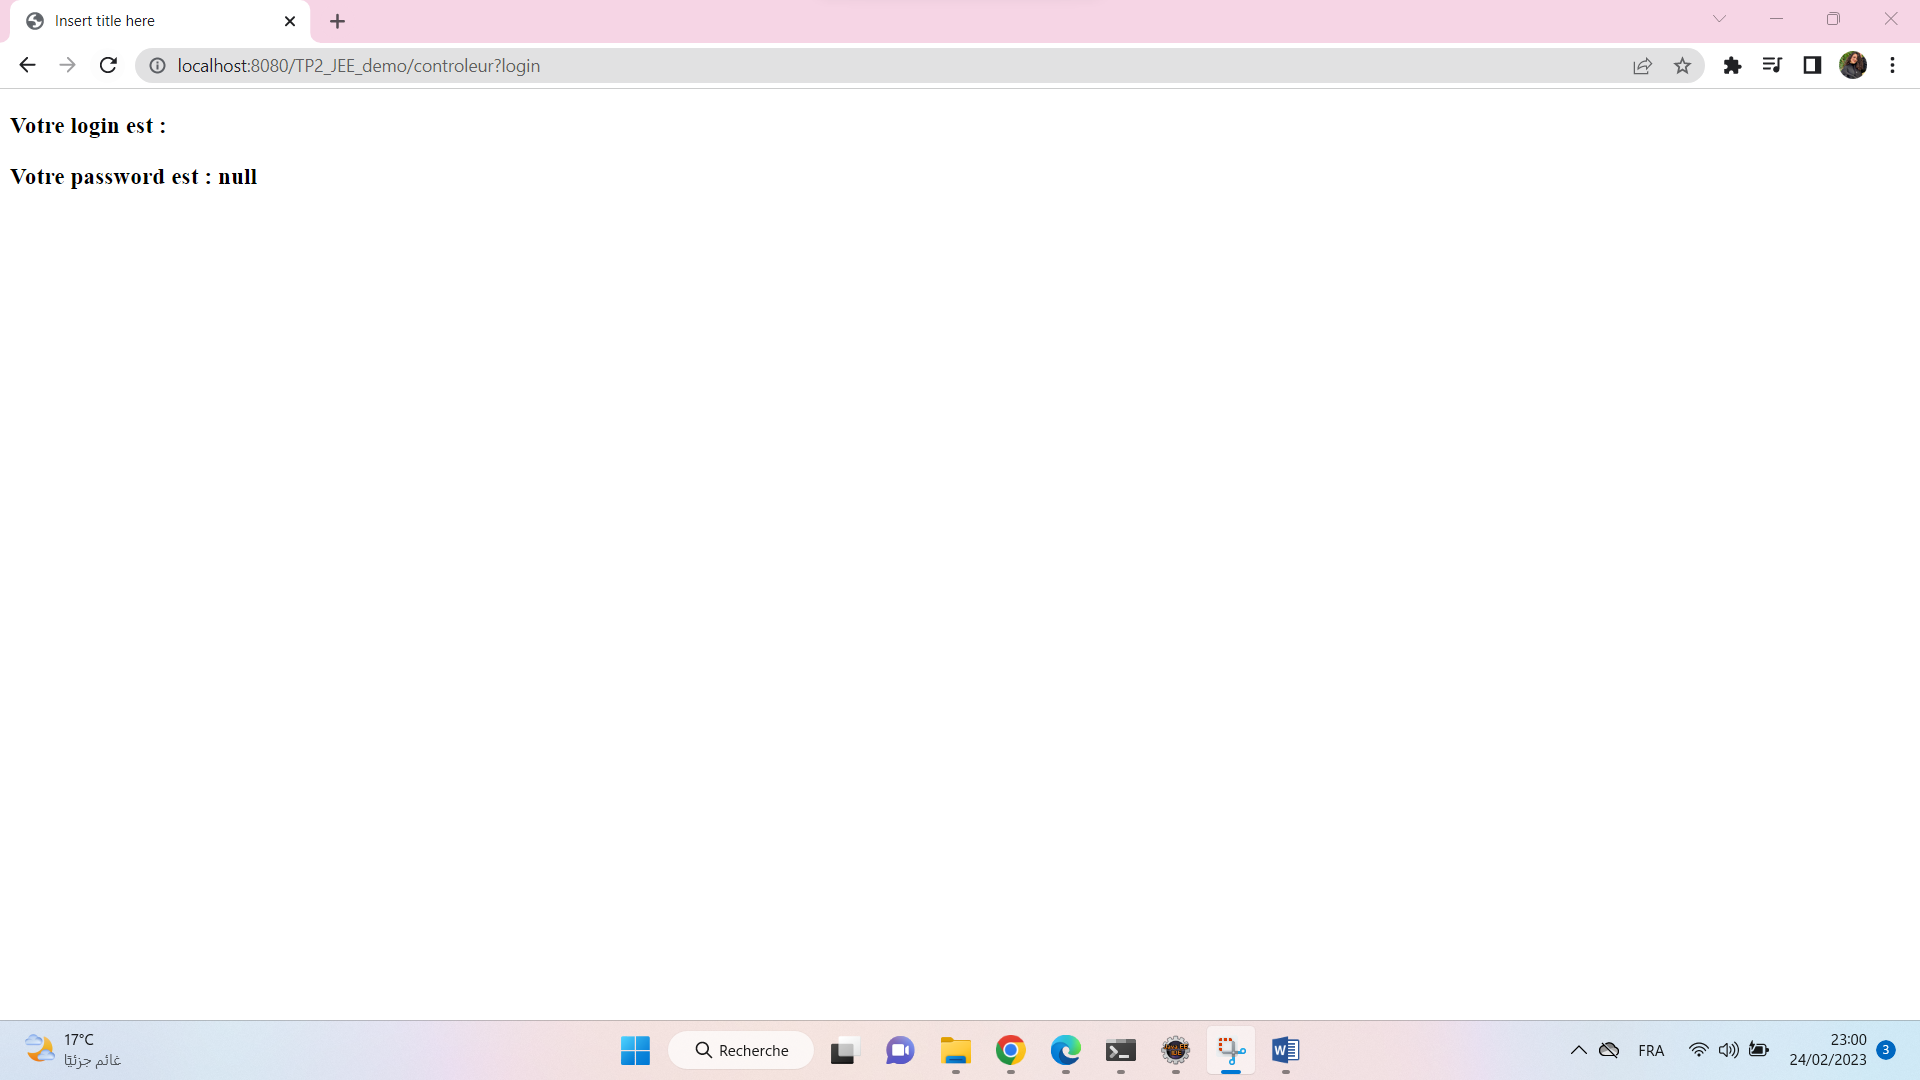 Insert title here
localhost:8080/TP2_JEE_demo/controleur?login
Votre login est :
Votre password est : null
17°C
غائم جزئيًا
Recherche
FRA
23:00
24/02/2023
3